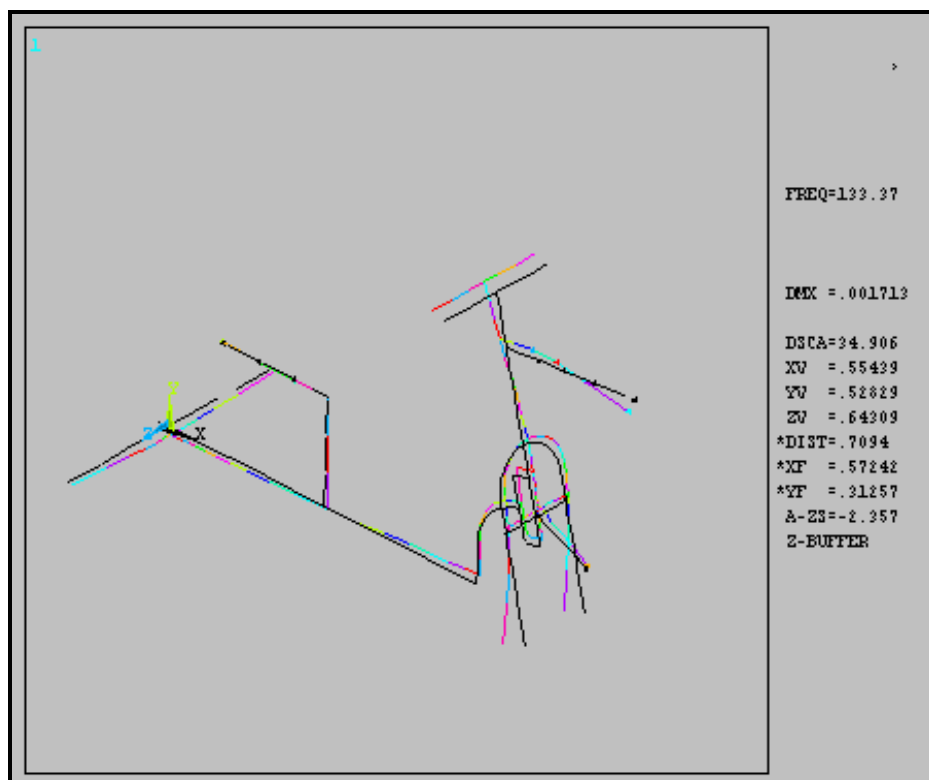 1
FREQ=133.37
DMX =.001713
DSCA=34.906
XV =.55439
YV =.52829
ZV =.64309
*DIST=.7094
*XF =.57242
*YF =.31257
A-ZS=-2.357
Z-BUFFER
Y
Z X